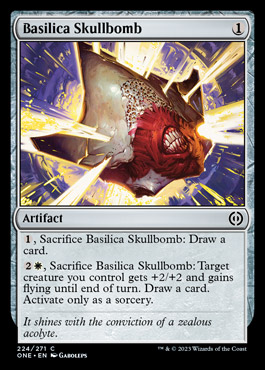 Basilica Skullbomb 1
Artifact
1, Sacrifice Basilica Skullbomb: Draw a
card.
2, Sacrifice Basilica Skullbomb: Target
creature you control gets +2/+2 and gains
flying until end of turn. Draw a card.
Activate only as a sorcery.
It shines with the conviction of a zealous
acolyte.
224/271 C
ONE • EN Gaboleps
™ & © 2023 Wizards of the Coast